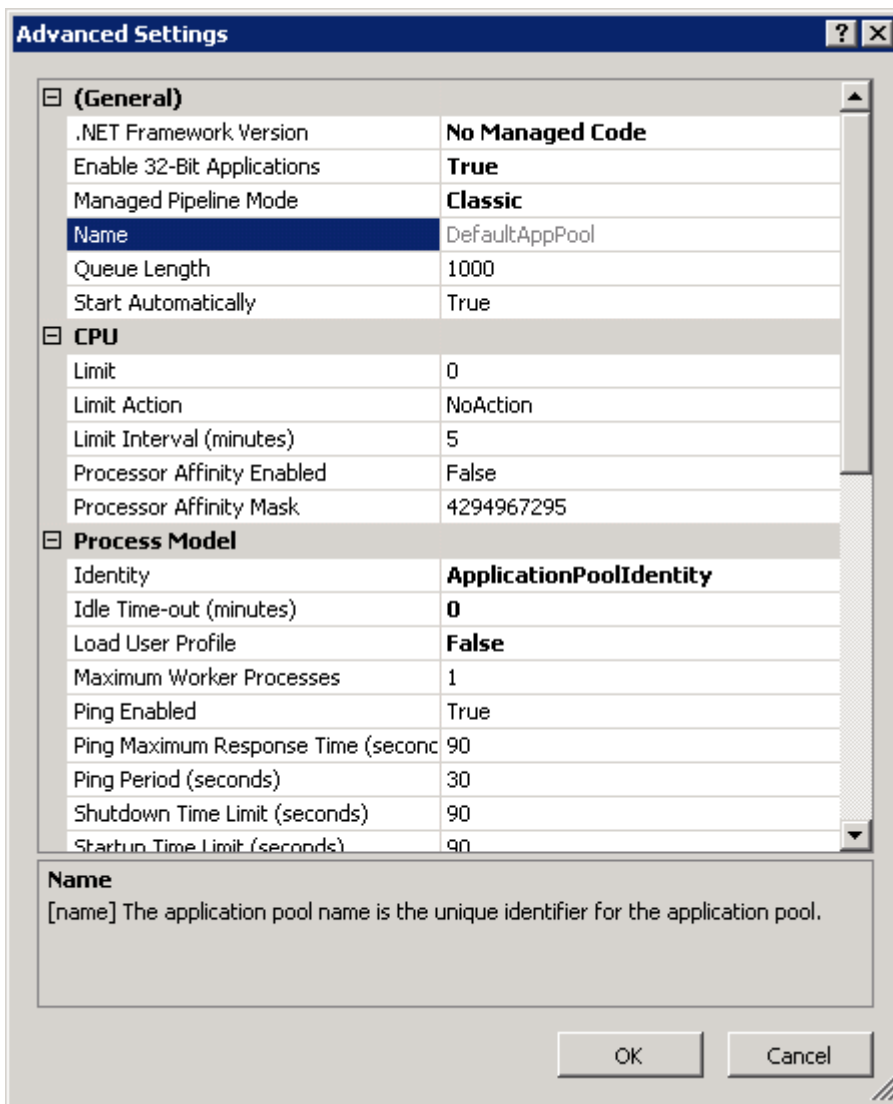 Advanced Settings
(General)
.NET Framework Version No Managed Code
Enable 32-Bit Applications True
Managed Pipeline Mode Classic
Name DefaultAppPool
Queue Length 1000
Start Automatically True
CPU
Limit 0
Limit Action NoAction
Limit Interval (minutes) 5
Processor Affinity Enabled False
Processor Affinity Mask 4294967295
Process Model
Identity ApplicationPoolIdentity
Idle Time-out (minutes) 0
Load User Profile False
Maximum Worker Processes 1
Ping Enabled True
Ping Maximum Response Time (secon 90
Ping Period (seconds) 30
Shutdown Time Limit (seconds) 90
Startup Time Limit (seconds) 90
Name
[name] The application pool name is the unique identifier for the application pool.
OK Cancel